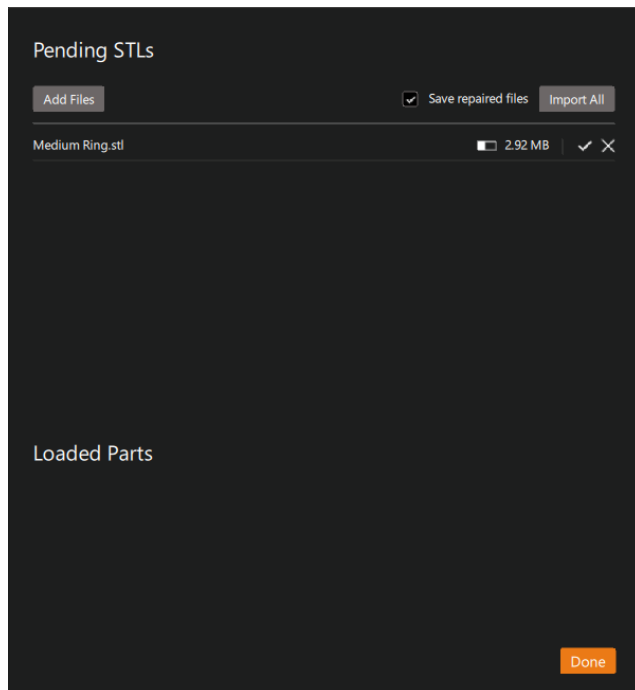 Pending STLs
Add Files Save repaired files Import All
Medium Ring.stl 2.92 MB
Loaded Parts
Done